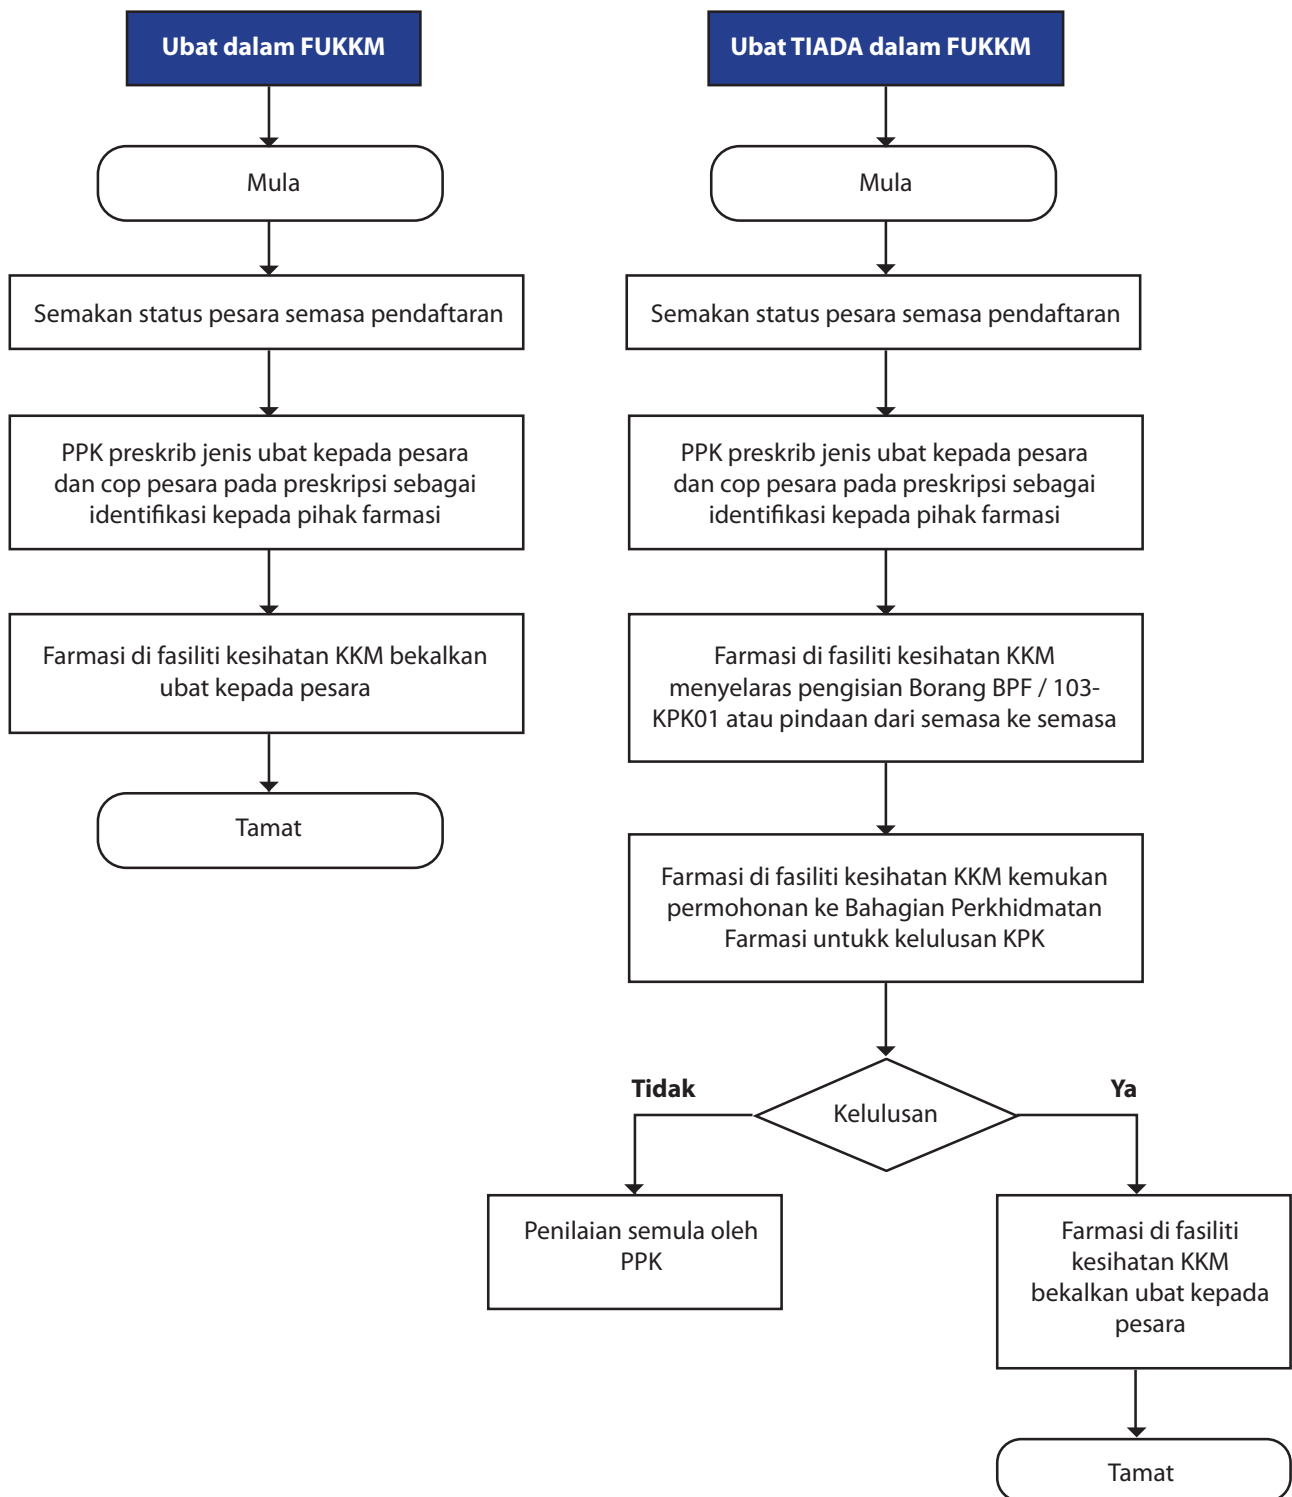 Ubat dalam FUKKM
Mula
Semakan status pesara semasa pendaftaran
PPK preskrib jenis ubat kepada pesara
dan cop pesara pada preskripsi sebagai
identifikasi kepada pihak farmasi
Farmasi di fasiliti kesihatan KKM bekalkan
ubat kepada pesara
Tamat
Ubat TIADA dalam FUKKM
Mula
Semakan status pesara semasa pendaftaran
PPK preskrib jenis ubat kepada pesara
dan cop pesara pada preskripsi sebagai
identifikasi kepada pihak farmasi
Farmasi di fasiliti kesihatan KKM
menyelaras pengisian Borang BPF / 103-
KPK01 atau pindaan dari semasa ke semasa
Farmasi di fasiliti kesihatan KKM kemukan
permohonan ke Bahagian Perkhidmatan
Farmasi untukk kelulusan KPK
Kelulusan
Tidak
Ya
Penilaian semula oleh
PPK
Farmasi di fasiliti
kesihatan KKM
bekalkan ubat kepada
pesara
Tamat